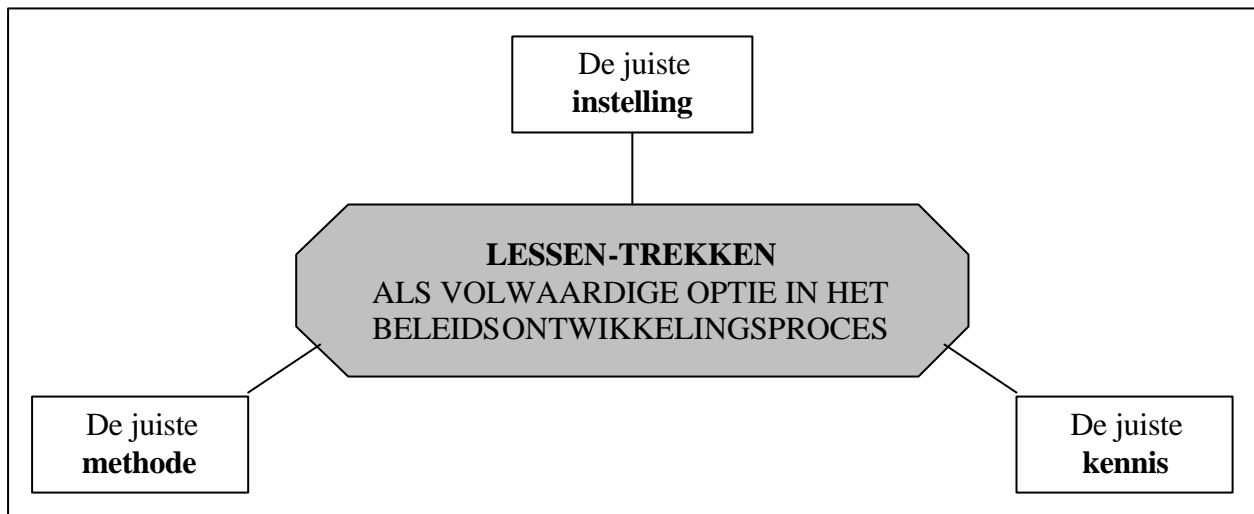 De juiste
instelling
LESSEN-TREKKEN
ALS VOLWAARDIGE OPTIE IN HET
BELEIDSONTWIKKELINGSPROCES
De juiste
methode
De juiste
kennis